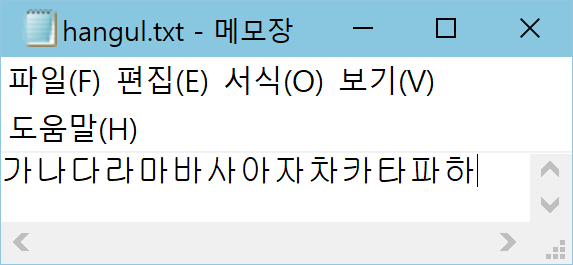 hangul.txt - 메모장
파일(F) 편집(E) 서식(O) 보기(V)
도움말(H)
가나다라마바사아자차카타파하